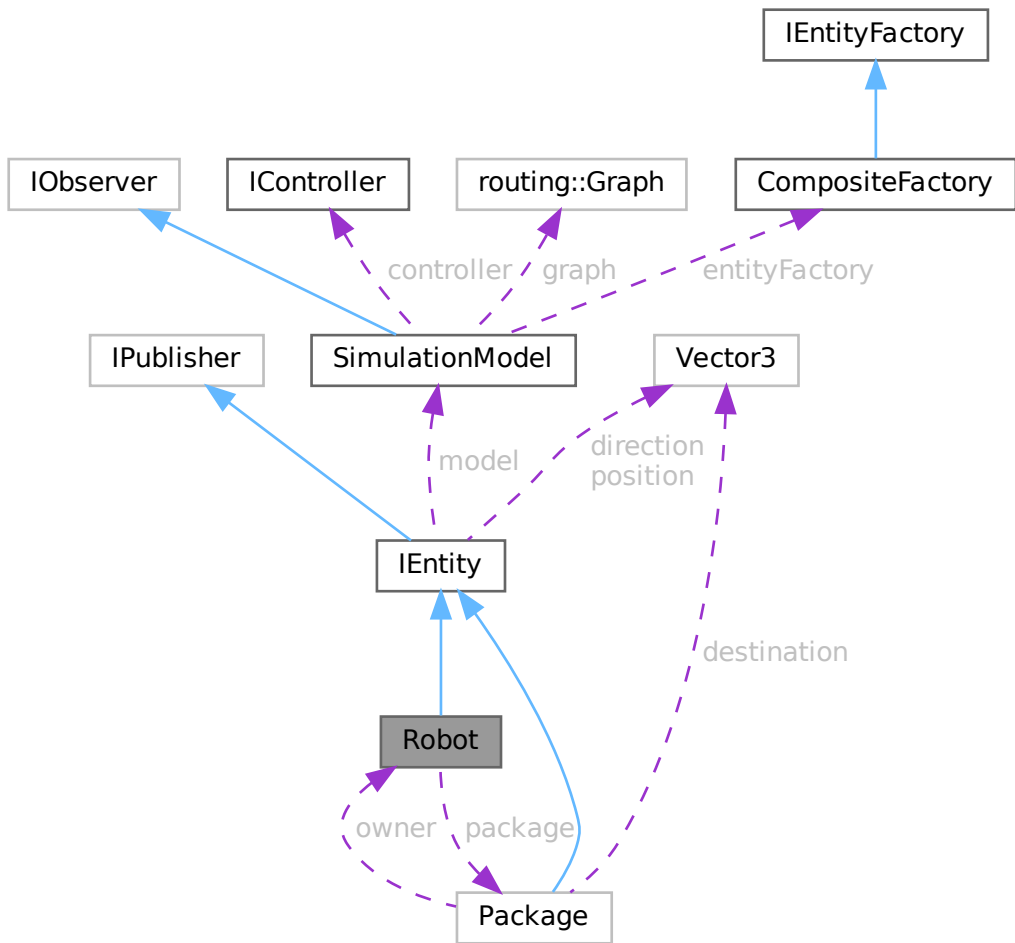 IEntityFactory
IObserver
IController
routing::Graph
CompositeFactory
controller
graph
entityFactory
IPublisher
SimulationModel
Vector3
model
direction
position
IEntity
destination
Robot
owner
package
Package